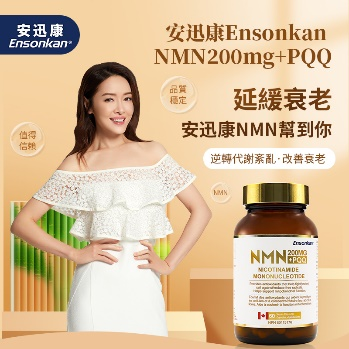 安迅康
Ensonkan®
安迅康Ensonkan
NMN200mg+PQQ
延緩衰老
安迅康NMN幫到你
逆轉代謝紊亂·改善衰老
品質
穩定
值得
信賴
NMN
Ensonkan
NMN 200MG
+PQQ
NICOTINAMIDE
MONONUCLEOTIDE